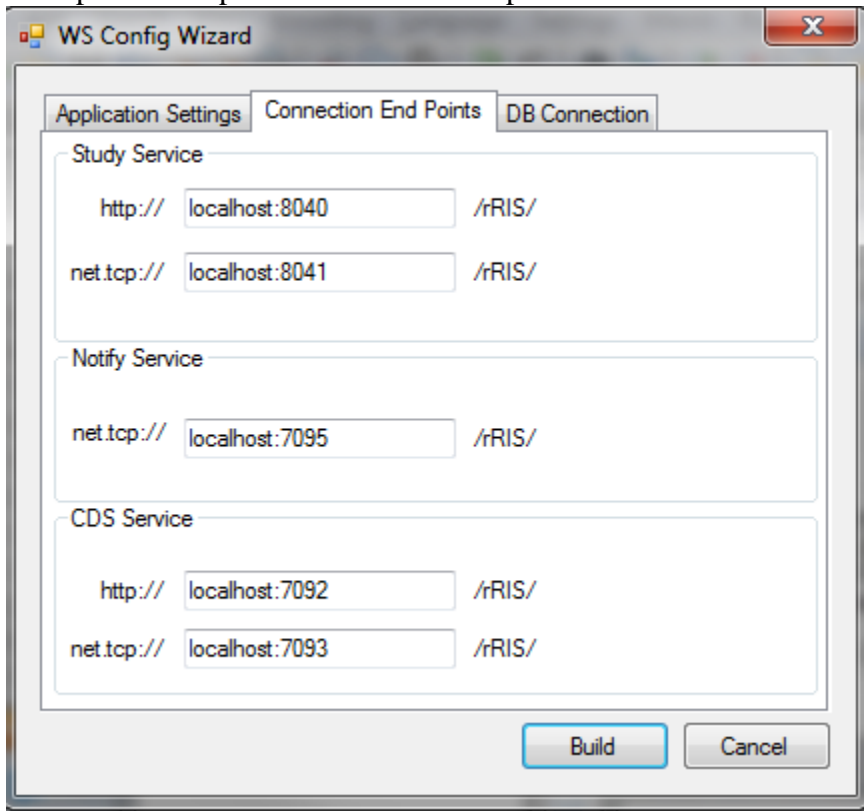 WS Config Wizard
Application Settings Connection End Points DB Connection
Study Service
http:// localhost:8040 /rRIS/
net.tcp:// localhost:8041 /rRIS/
Notify Service
net.tcp:// localhost:7095 /rRIS/
CDS Service
http:// localhost:7092 /rRIS/
net.tcp:// localhost:7093 /rRIS/
Build Cancel